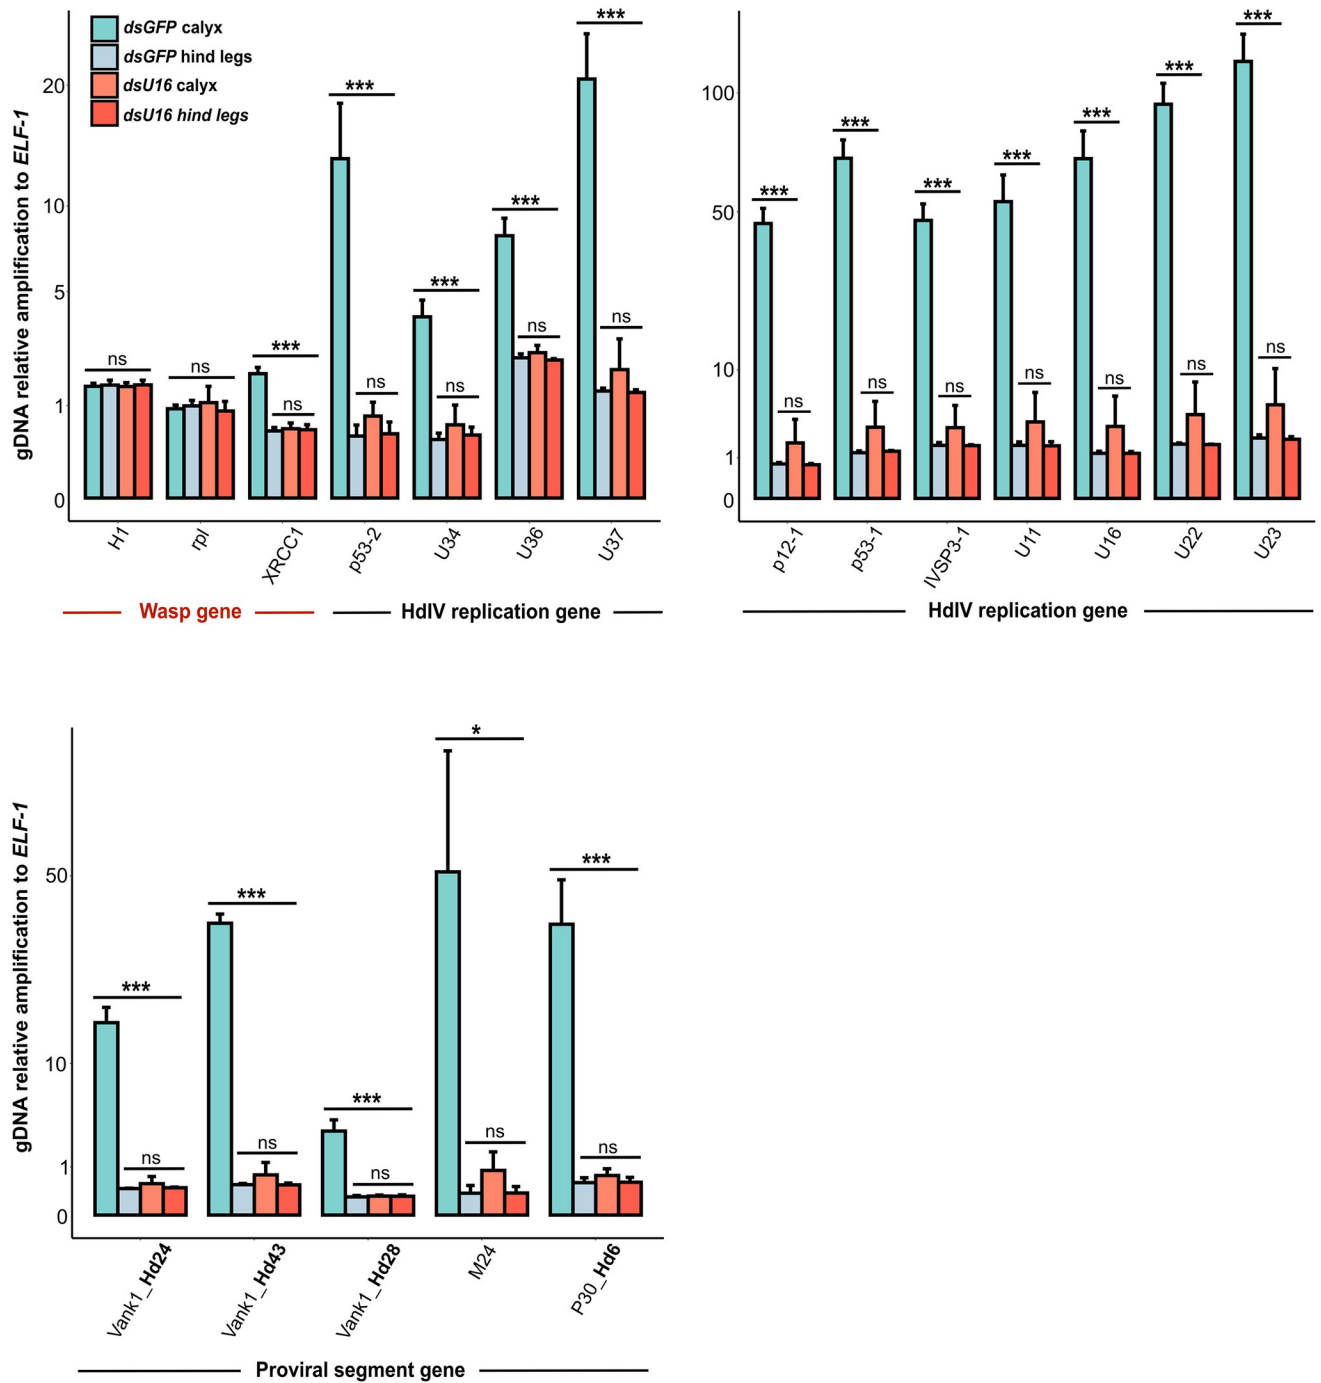 dsGFP calyx
dsGFP hind legs
dsU16 calyx
dsU16 hind legs
gDNA relative amplification to ELF-1
20
10
5
1
0
ns
ns
***
ns
***
ns
***
ns
***
ns
***
ns
H1
rpl
XRCC1
p53-2
U34
U36
U37
Wasp gene
HdIV replication gene
100
50
10
1
0
***
ns
***
ns
***
ns
***
ns
***
ns
***
ns
***
ns
p12-1
p53-1
IVSP3-1
U11
U16
U22
U23
HdIV replication gene
gDNA relative amplification to ELF-1
50
10
1
0
***
ns
***
ns
***
ns
*
ns
***
ns
Vank1_Hd24
Vank1_Hd43
Vank1_Hd28
M24
P30_Hd6
Proviral segment gene